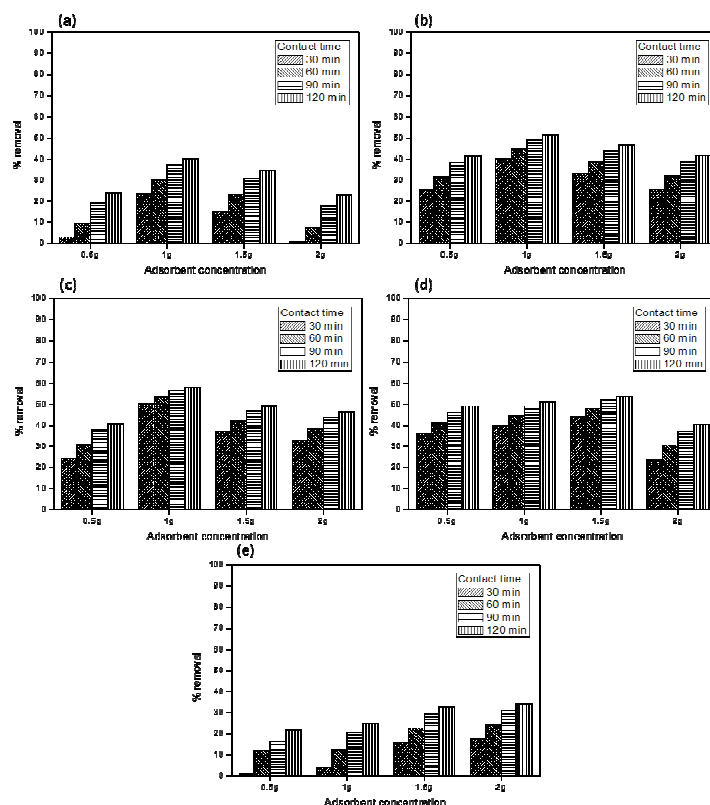 (a)
Contact time
30 min
60 min
90 min
120 min
100
90
80
70
60
50
40
30
20
10
0
% removal
0.5g 1g 1.5g 2g
Adsorbent concentration
(b)
Contact time
30 min
60 min
90 min
120 min
100
90
80
70
60
50
40
30
20
10
0
% removal
0.5g 1g 1.5g 2g
Adsorbent concentration
(c)
Contact time
30 min
60 min
90 min
120 min
100
90
80
70
60
50
40
30
20
10
0
% removal
0.5g 1g 1.5g 2g
Adsorbent concentration
(d)
Contact time
30 min
60 min
90 min
120 min
100
90
80
70
60
50
40
30
20
10
0
% removal
0.5g 1g 1.5g 2g
Adsorbent concentration
(e)
Contact time
30 min
60 min
90 min
120 min
100
90
80
70
60
50
40
30
20
10
0
% removal
0.5g 1g 1.5g 2g
Adsorbent concentration